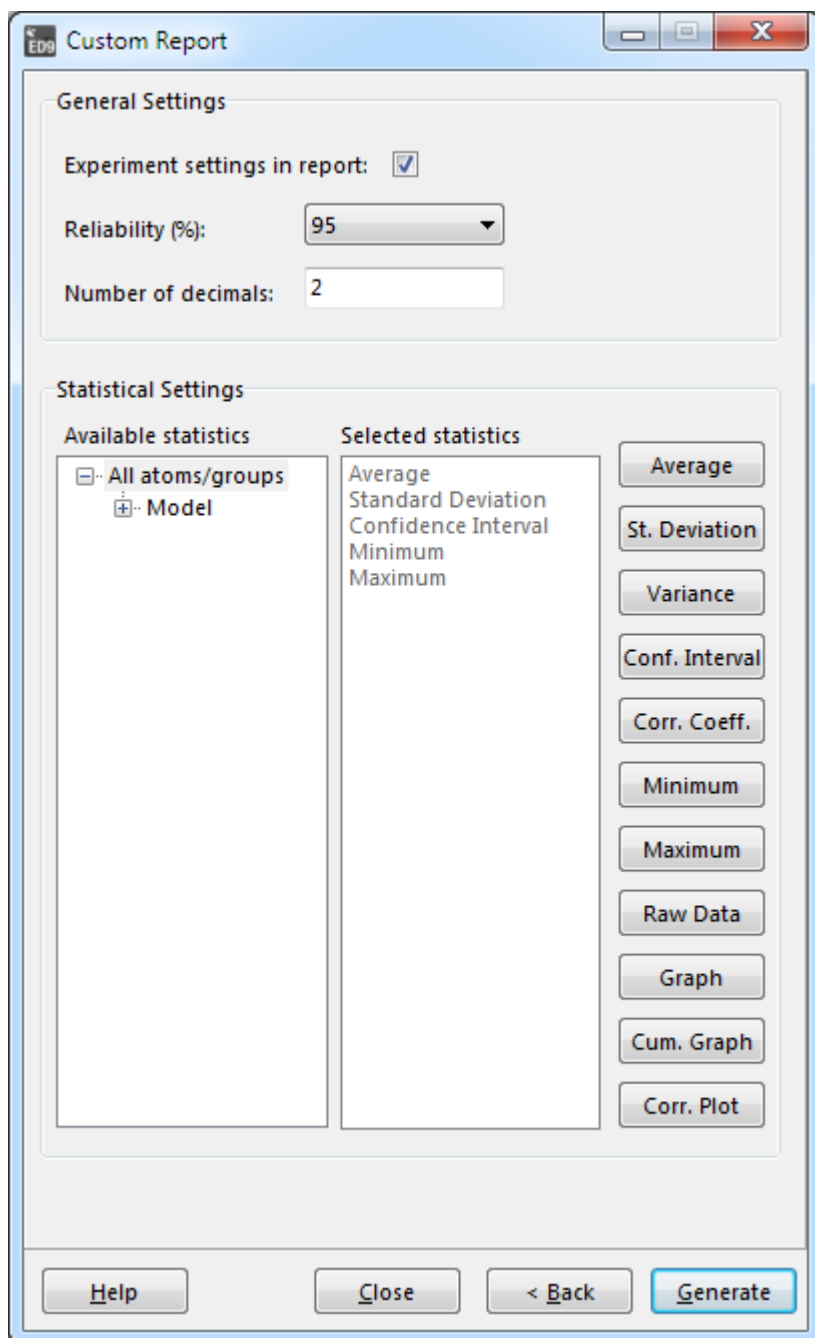 ED9 Custom Report
General Settings
Experiment settings in report:
Reliability (%): 95
Number of decimals: 2
Statistical Settings
Available statistics
All atoms/groups
Model
Selected statistics
Average
Standard Deviation
Confidence Interval
Minimum
Maximum
Average
St. Deviation
Variance
Conf. Interval
Corr. Coeff.
Minimum
Maximum
Raw Data
Graph
Cum. Graph
Corr. Plot
Help Close < Back Generate